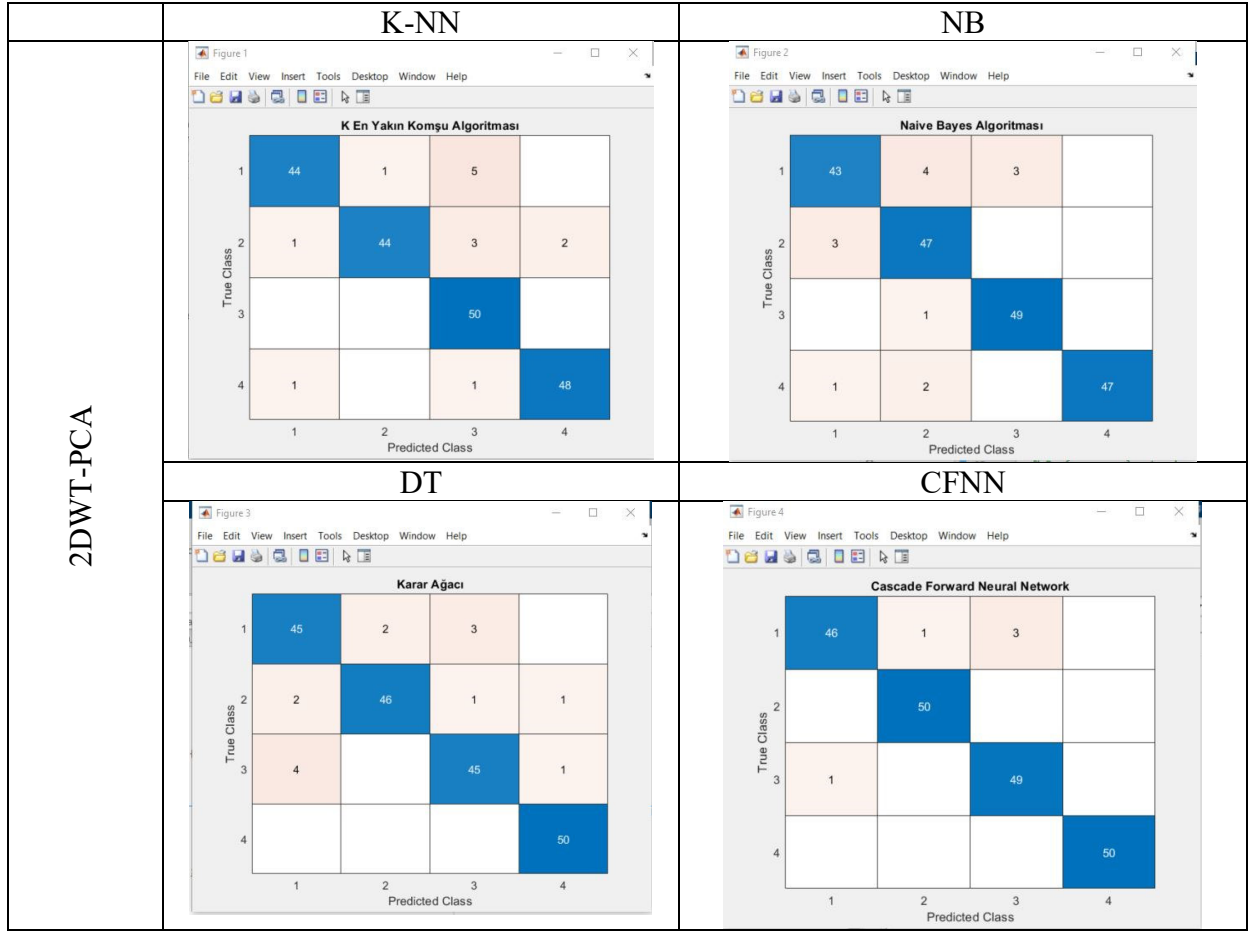 K-NN
NB
2DWT-PCA
Figure 1
File Edit View Insert Tools Desktop Window Help
K En Yakın Komşu Algoritması
1 44 1 5
2 1 44 3 2
3 50
4 1 1 48
1 2 3 4
True Class
Predicted Class
Figure 2
File Edit View Insert Tools Desktop Window Help
Naive Bayes Algoritması
1 43 4 3
2 3 47
3 1 49
4 1 2 47
1 2 3 4
True Class
Predicted Class
DT
CFNN
Figure 3
File Edit View Insert Tools Desktop Window Help
Karar Ağacı
1 45 2 3
2 2 46 1 1
3 4 45 1
4 50
1 2 3 4
True Class
Predicted Class
Figure 4
File Edit View Insert Tools Desktop Window Help
Cascade Forward Neural Network
1 46 1 3
2 50
3 1 49
4 50
1 2 3 4
True Class
Predicted Class